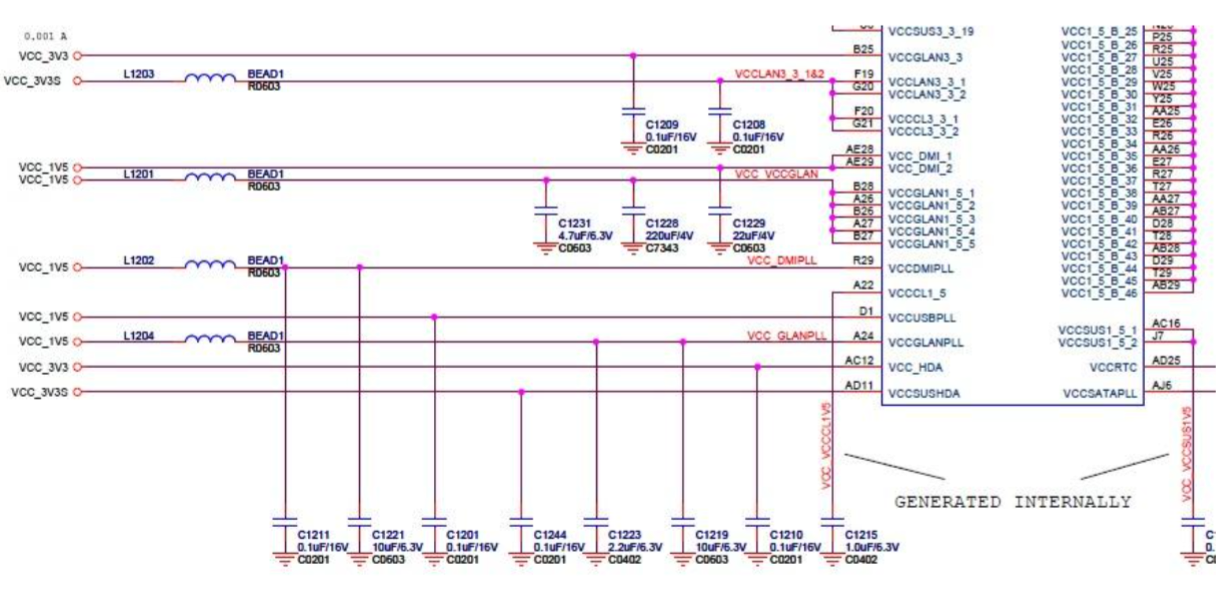 0.001 A
VCC_3V3
VCC_3V3S
L1203
BEAD1
R0603
VCCLAN3_3_1&2
C1209
0.1uF/16V
C0201
C1208
0.1uF/16V
C0201
VCC_1V5
VCC_1V5
L1201
BEAD1
R0603
VCC_VCCGLAN
C1231
4.7uF/6.3V
C0603
C1228
220uF/4V
C7343
C1229
22uF/4V
C0603
VCC_1V5
L1202
BEAD1
R0603
VCC_DMIPLL
VCC_1V5
VCC_1V5
L1204
BEAD1
R0603
VCC_GLANPLL
VCC_3V3
VCC_3V3S
B25
F19
G20
F20
G21
AE28
AE29
B28
A26
B26
A27
B27
R29
A22
D1
A24
AC12
AD11
VCCSUS3_3_19
VCCGLAN3_3
VCCLAN3_3_1
VCCLAN3_3_2
VCCCL3_3_1
VCCCL3_3_2
VCC_DMI_1
VCC_DMI_2
VCCGLAN1_5_1
VCCGLAN1_5_2
VCCGLAN1_5_3
VCCGLAN1_5_4
VCCGLAN1_5_5
VCCDMIPLL
VCCCL1_5
VCCUSBPLL
VCCGLANPLL
VCC_HDA
VCCSUSHDA
VCC1_5_B_25
VCC1_5_B_26
VCC1_5_B_27
VCC1_5_B_28
VCC1_5_B_29
VCC1_5_B_30
VCC1_5_B_31
VCC1_5_B_32
VCC1_5_B_33
VCC1_5_B_34
VCC1_5_B_35
VCC1_5_B_36
VCC1_5_B_37
VCC1_5_B_38
VCC1_5_B_39
VCC1_5_B_40
VCC1_5_B_41
VCC1_5_B_42
VCC1_5_B_43
VCC1_5_B_44
VCC1_5_B_45
VCC1_5_B_46
VCCSUS1_5_1
VCCSUS1_5_2
VCCRTC
VCCSATAPLL
P25
R25
U25
V25
W25
Y25
AA25
E26
R26
AA26
E27
R27
T27
AA27
AB27
D28
T28
AB28
D29
T29
AB29
AC16
J7
AD25
AJ6
VCC_VCCCL1V5
VCC_VCCSUS1V5
GENERATED INTERNALLY
C1211
0.1uF/16V
C0201
C1221
10uF/6.3V
C0603
C1201
0.1uF/16V
C0201
C1244
0.1uF/16V
C0201
C1223
2.2uF/6.3V
C0402
C1219
10uF/6.3V
C0603
C1210
0.1uF/16V
C0201
C1215
1.0uF/6.3V
C0402